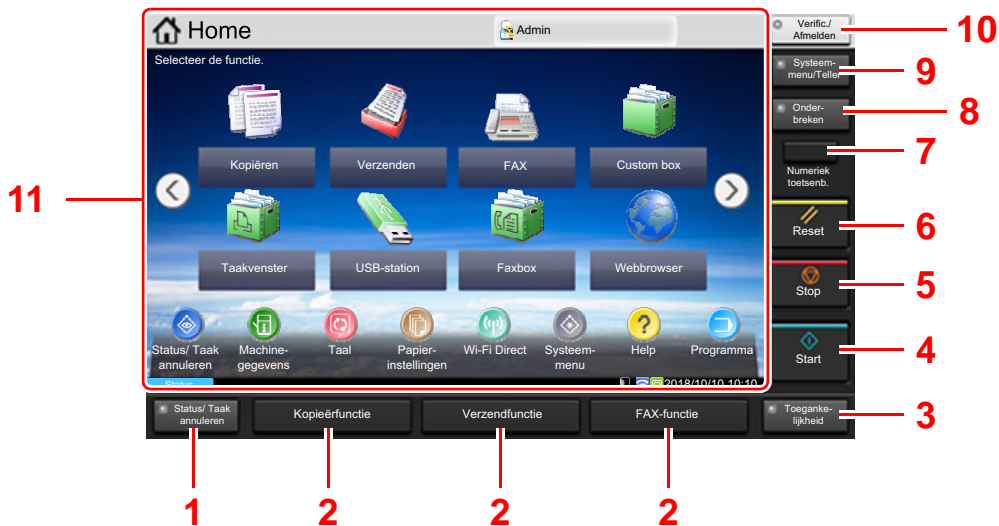 Home
Admin
Verific./
Afmelden
10
Selecteer de functie.
Systeem-
menu/Teller
9
Onder-
breken
8
Kopiëren
Verzenden
FAX
Custom box
7
Numeriek
toetsenb.
11
Reset
6
Taakvenster
USB-station
Faxbox
Webbrowser
Stop
5
Status/ Taak
annuleren
Machine-
gegevens
Taal
Papier-
instellingen
Wi-Fi Direct
Systeem-
menu
Help
Programma
Start
4
Status
2018/10/10 10:10
Status/ Taak
annuleren
Kopieërfunctie
Verzendfunctie
FAX-functie
Toeganke-
lijkheid
3
1
2
2
2